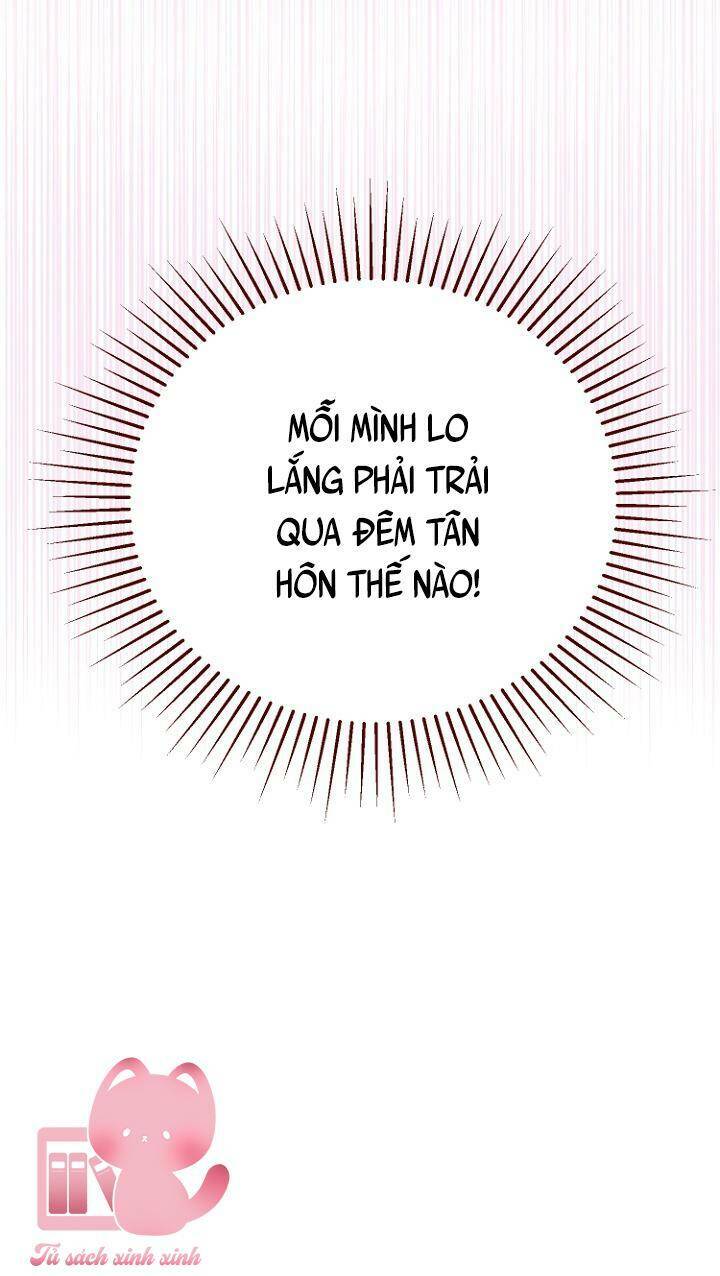 MỖI MÌNH LO
LẮNG PHẢI TRẢI
QUA ĐÊM TÂN
HÔN THẾ NÀO!
Tủ sách xinh xinh